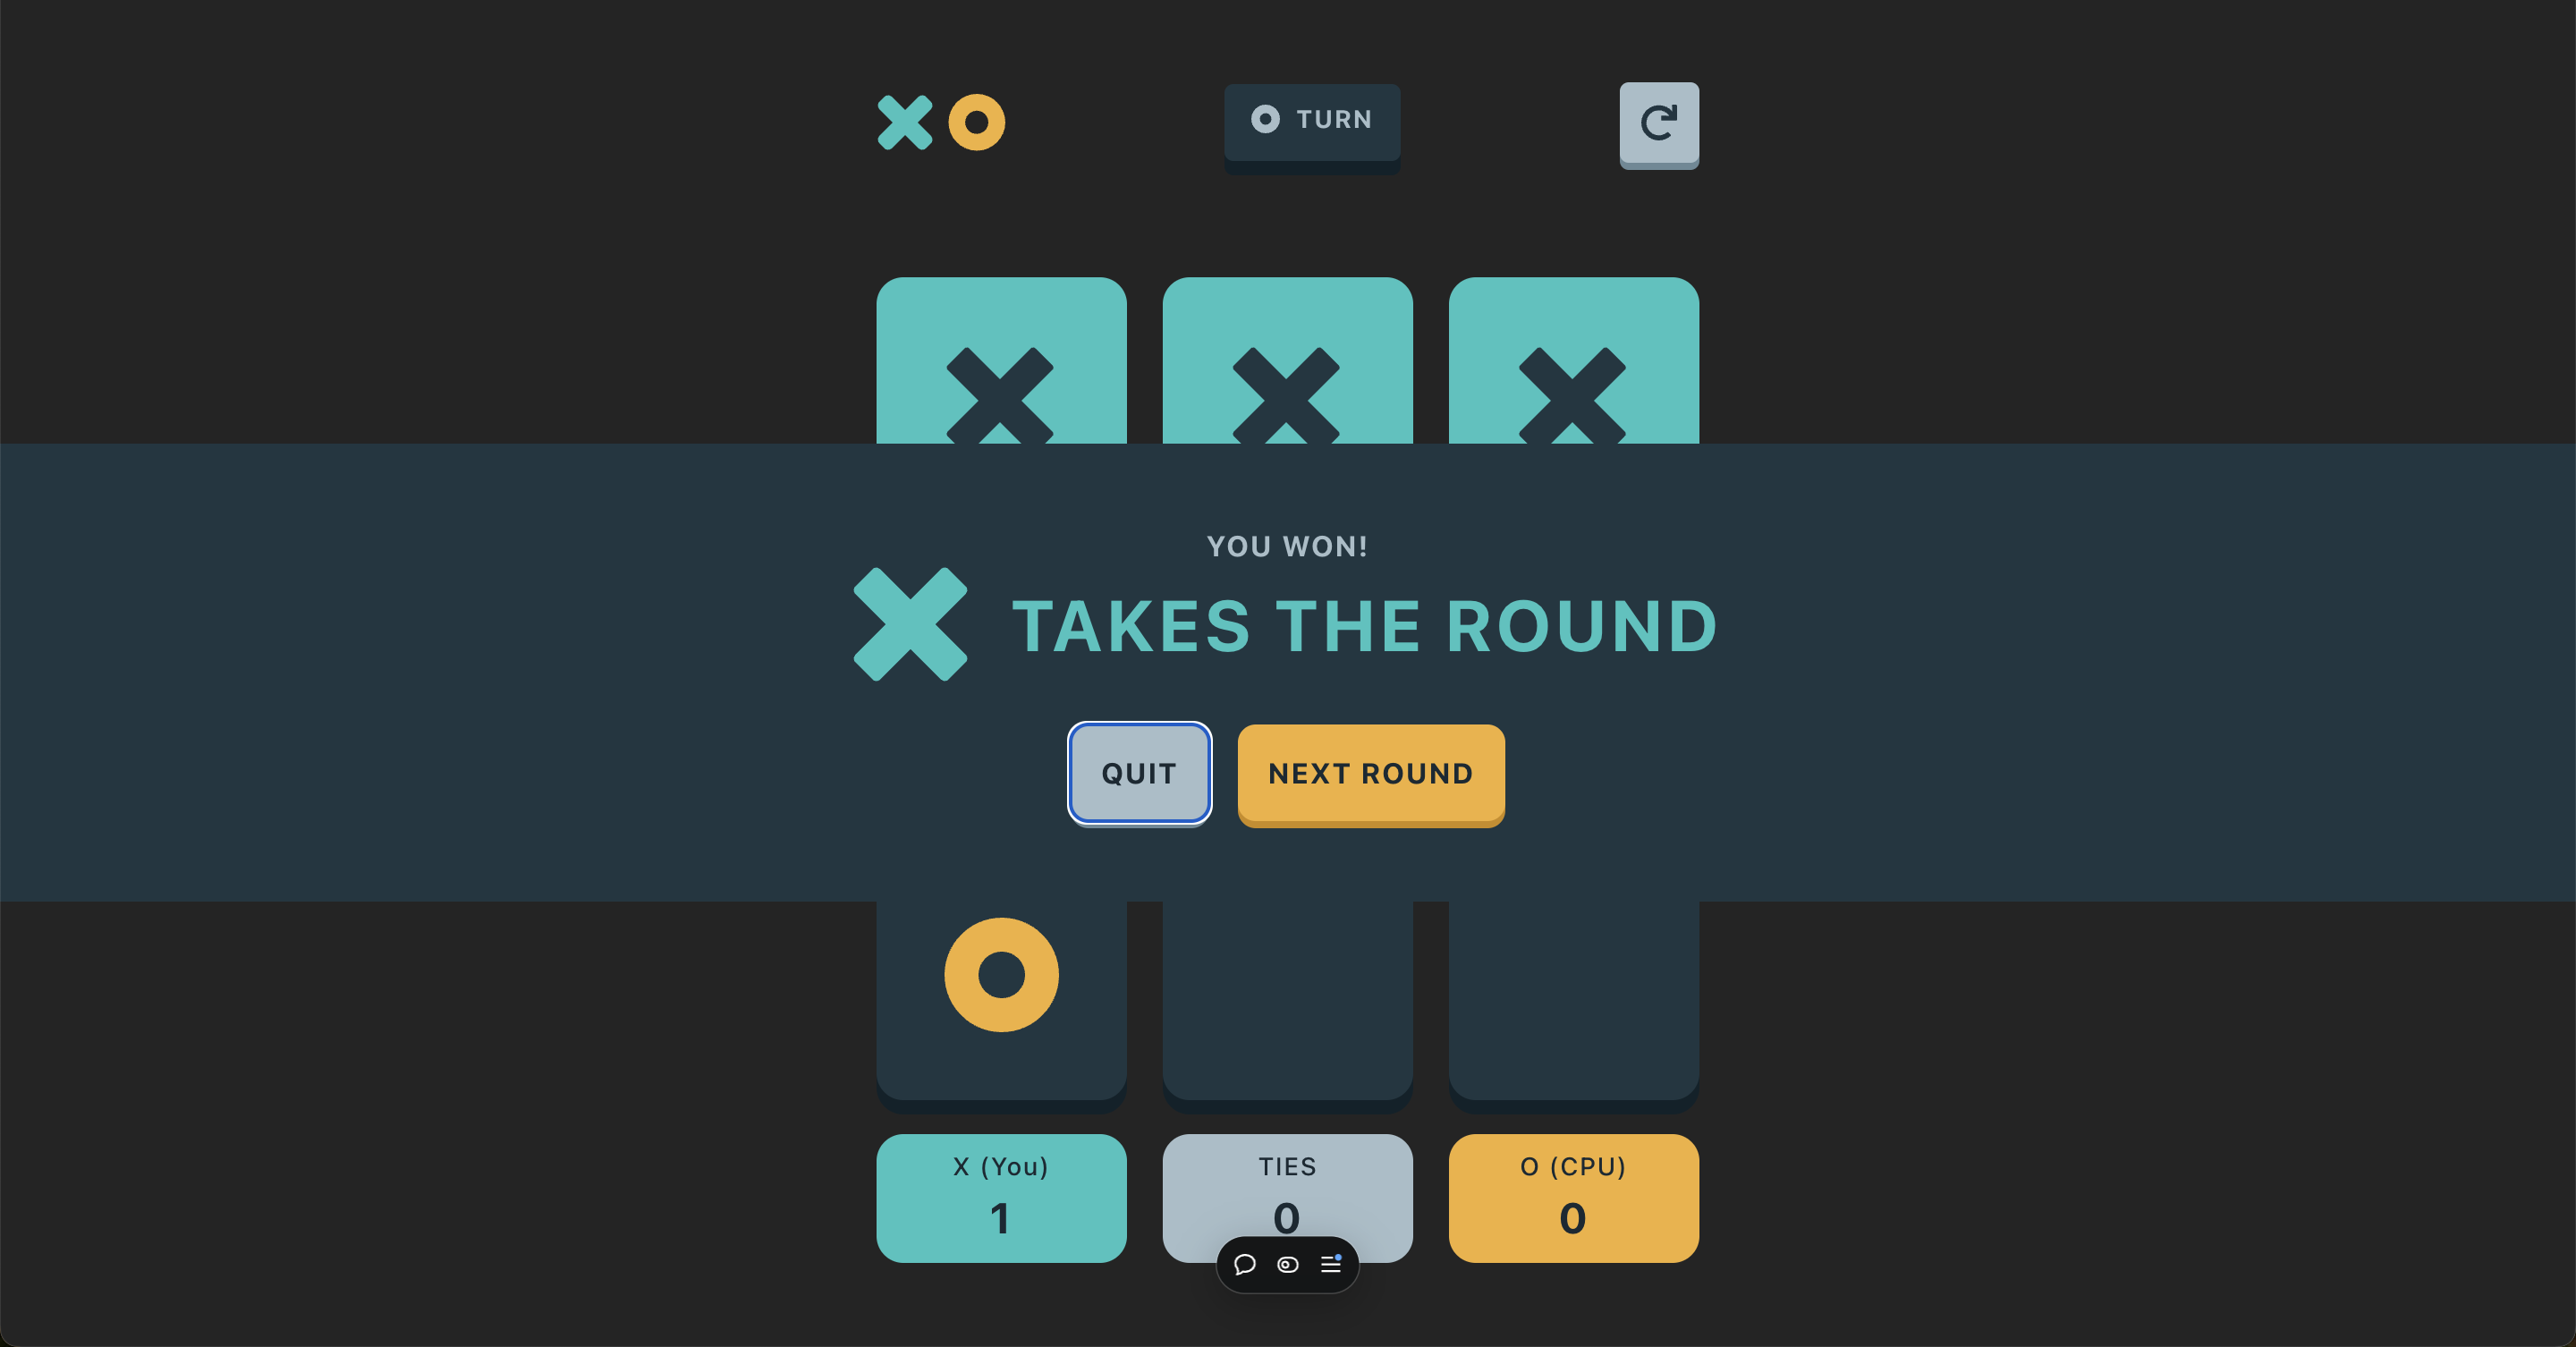 TURN
YOU WON!
TAKES THE ROUND
QUIT
NEXT ROUND
X (You)
1
TIES
0
O (CPU)
0